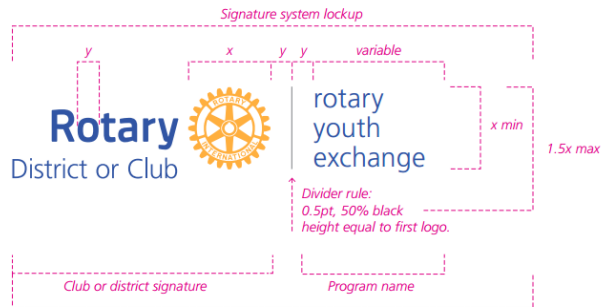 Signature system lockup
y
x
y
y
variable
Rotary
District or Club
ROTARY
INTERNATIONAL
rotary
youth
exchange
x min
1.5x max
Divider rule:
0.5pt, 50% black
height equal to first logo.
Club or district signature
Program name